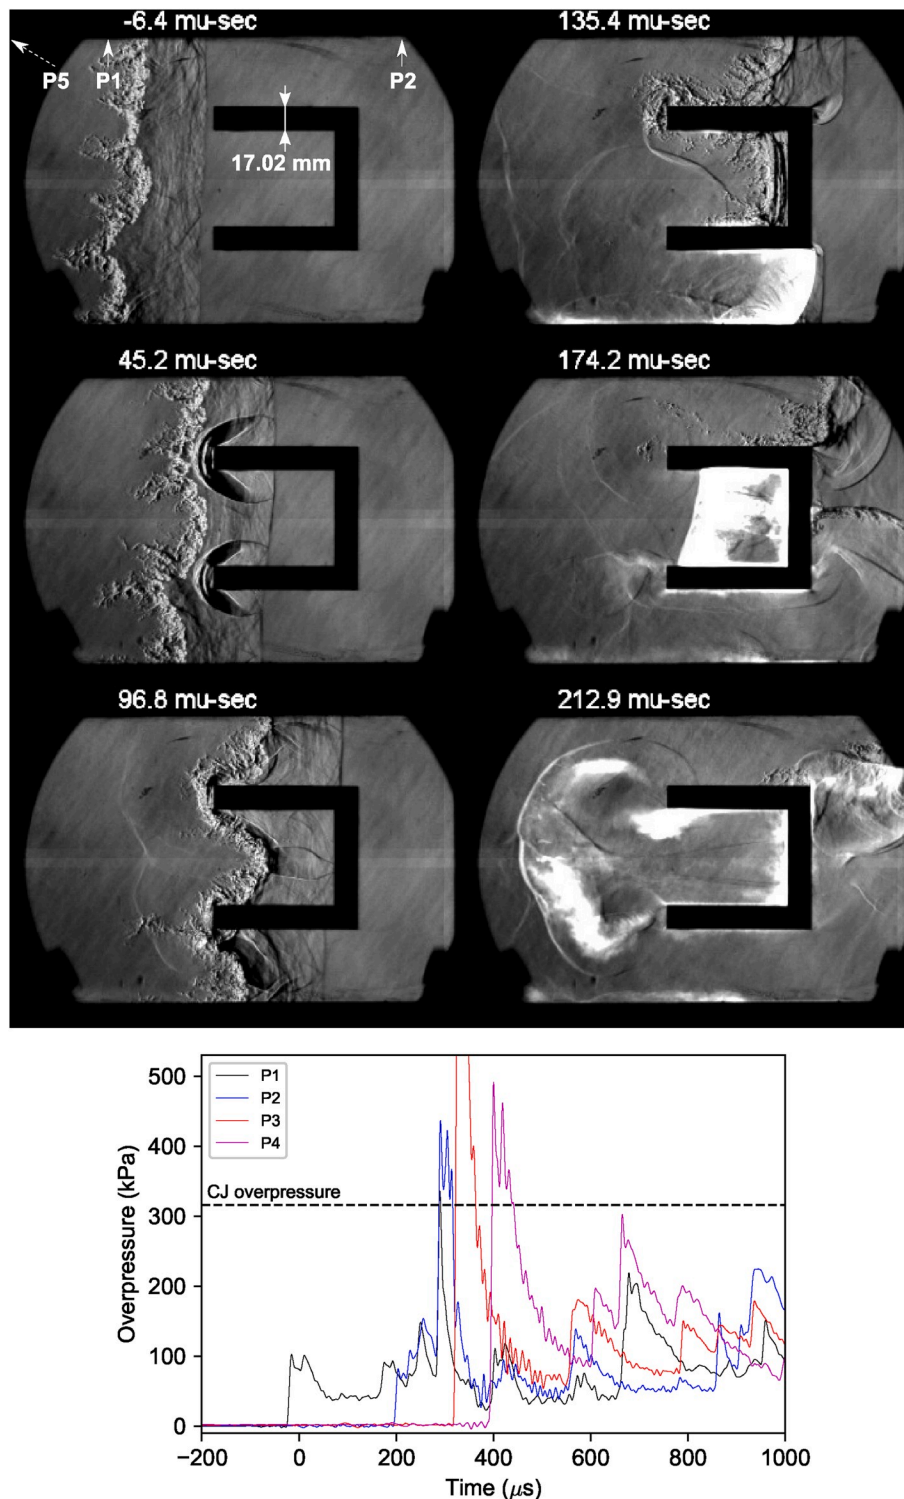 -6.4 mu-sec
P5
P1
P2
17.02 mm
135.4 mu-sec
45.2 mu-sec
174.2 mu-sec
96.8 mu-sec
212.9 mu-sec
500
400
300
200
100
0
Overpressure (kPa)
P1
P2
P3
P4
CJ overpressure
−200
0
200
400
600
800
1000
Time (μs)